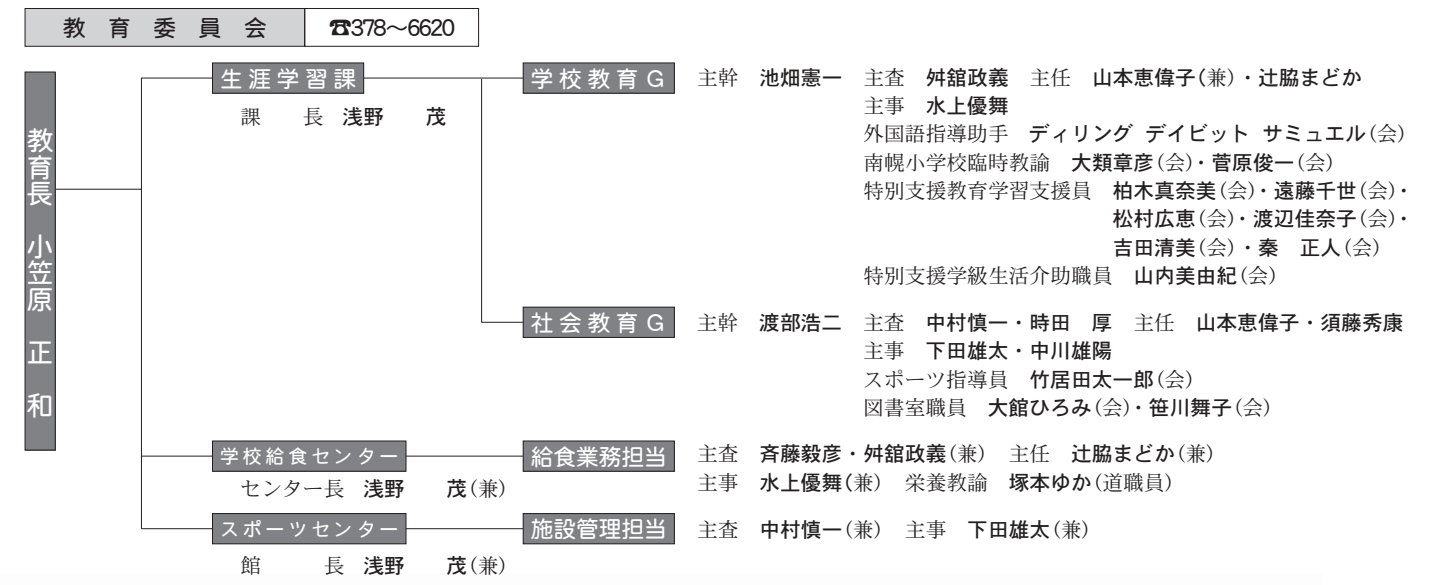 教育委員会 ☎378～6620
教育長 小笠原 正和
生涯学習課
課長 浅野 茂
学校教育G 主幹 池畑憲一 主査 舛舘政義 主任 山本恵偉子(兼)・辻脇まどか
主事 水上優舞
外国語指導助手 ディリング デイビット サミュエル(会)
南幌小学校臨時教諭 大類章彦(会)・菅原俊一(会)
特別支援教育学習支援員 柏木真奈美(会)・遠藤千世(会)・
松村広恵(会)・渡辺佳奈子(会)・
吉田清美(会)・秦 正人(会)
特別支援学級生活介助職員 山内美由紀(会)
社会教育G 主幹 渡部浩二 主査 中村慎一・時田 厚 主任 山本恵偉子・須藤秀康
主事 下田雄太・中川雄陽
スポーツ指導員 竹居田太一郎(会)
図書室職員 大館ひろみ(会)・笹川舞子(会)
学校給食センター
センター長 浅野 茂(兼)
給食業務担当 主査 斉藤毅彦・舛舘政義(兼) 主任 辻脇まどか(兼)
主事 水上優舞(兼) 栄養教諭 塚本ゆか(道職員)
スポーツセンター
館長 浅野 茂(兼)
施設管理担当 主査 中村慎一(兼) 主事 下田雄太(兼)